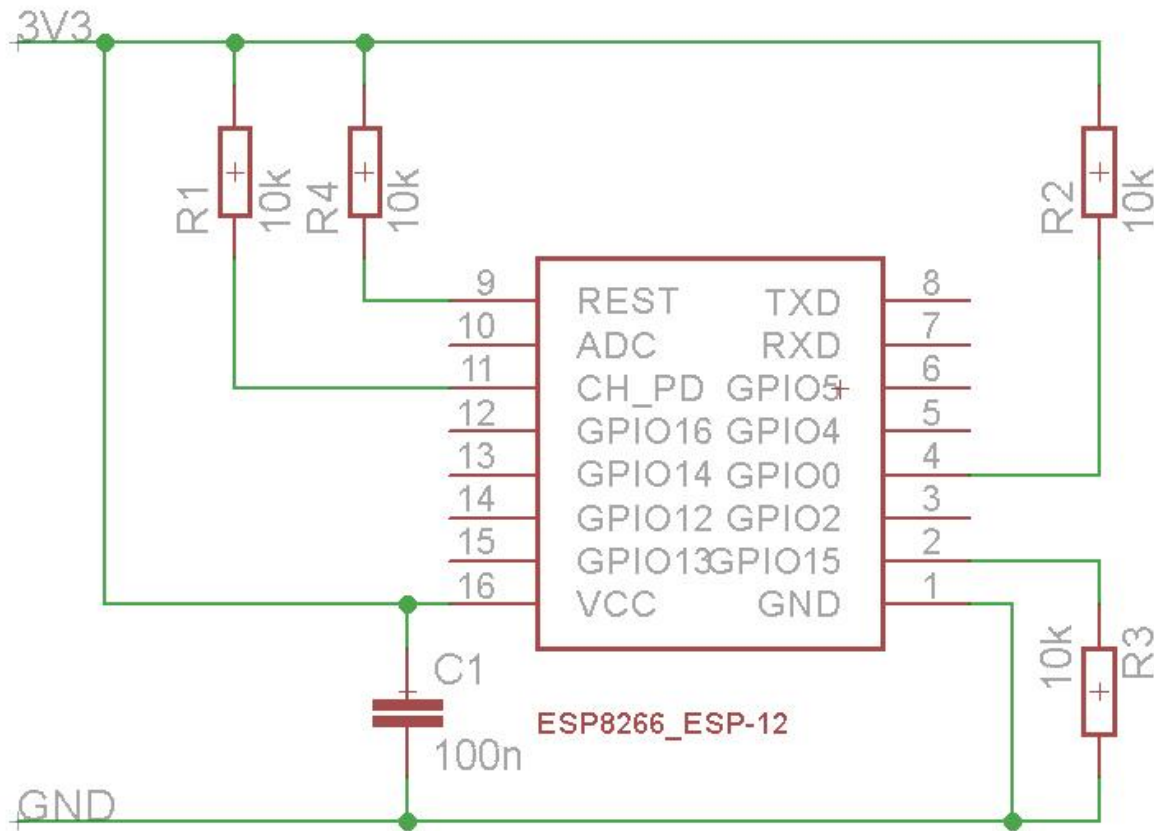 3V3
R1
10k
R4
10k
R2
10k
9
REST
TXD
8
10
ADC
RXD
7
11
CH_PD
GPIO5
6
12
GPIO16
GPIO4
5
13
GPIO14
GPIO0
4
14
GPIO12
GPIO2
3
15
GPIO13
GPIO15
2
16
VCC
GND
1
10k
R3
C1
ESP8266_ESP-12
100n
GND